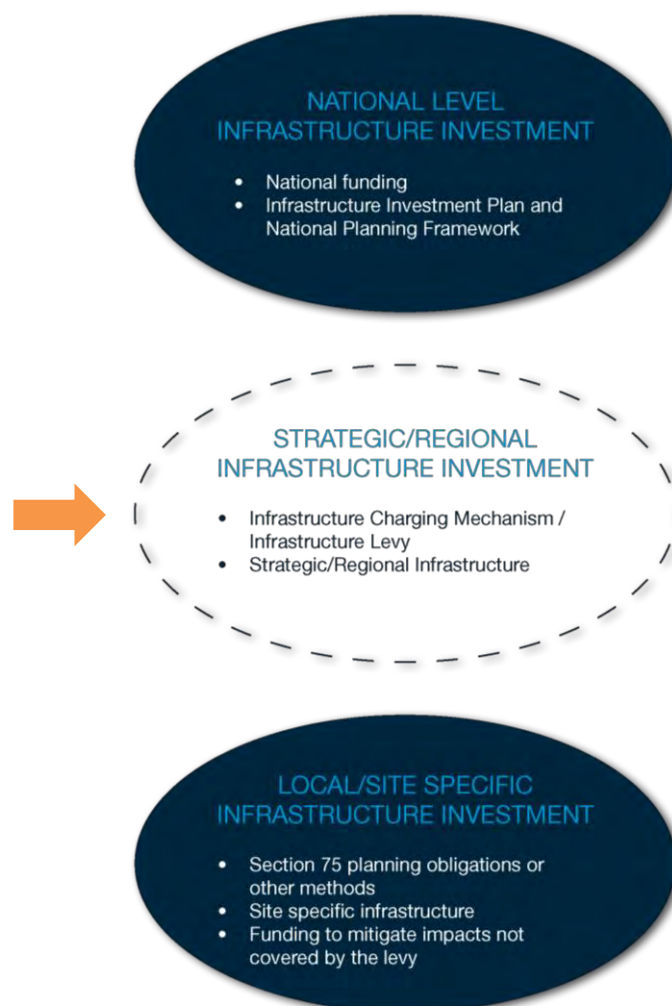 NATIONAL LEVEL
INFRASTRUCTURE INVESTMENT
• National funding
• Infrastructure Investment Plan and
National Planning Framework
STRATEGIC/REGIONAL
INFRASTRUCTURE INVESTMENT
• Infrastructure Charging Mechanism /
Infrastructure Levy
• Strategic/Regional Infrastructure
LOCAL/SITE SPECIFIC
INFRASTRUCTURE INVESTMENT
• Section 75 planning obligations or
other methods
• Site specific infrastructure
• Funding to mitigate impacts not
covered by the levy